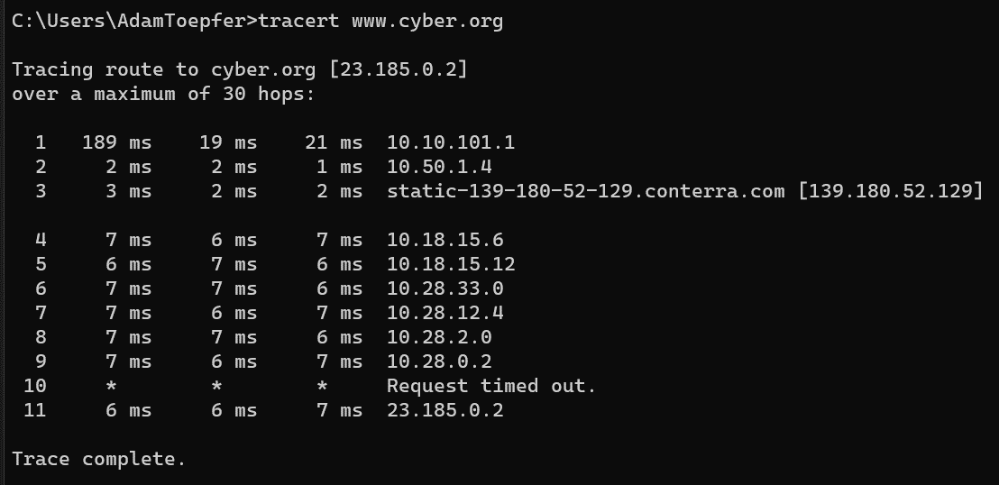 C:\Users\AdamToepfer>tracert www.cyber.org
Tracing route to cyber.org [23.185.0.2]
over a maximum of 30 hops:
1 189 ms 19 ms 21 ms 10.10.101.1
2 2 ms 2 ms 1 ms 10.50.1.4
3 3 ms 2 ms 2 ms static-139-180-52-129.conterra.com [139.180.52.129]
4 7 ms 6 ms 7 ms 10.18.15.6
5 6 ms 7 ms 6 ms 10.18.15.12
6 7 ms 7 ms 6 ms 10.28.33.0
7 7 ms 6 ms 7 ms 10.28.12.4
8 7 ms 7 ms 6 ms 10.28.2.0
9 7 ms 6 ms 7 ms 10.28.0.2
10 * * * Request timed out.
11 6 ms 6 ms 7 ms 23.185.0.2
Trace complete.